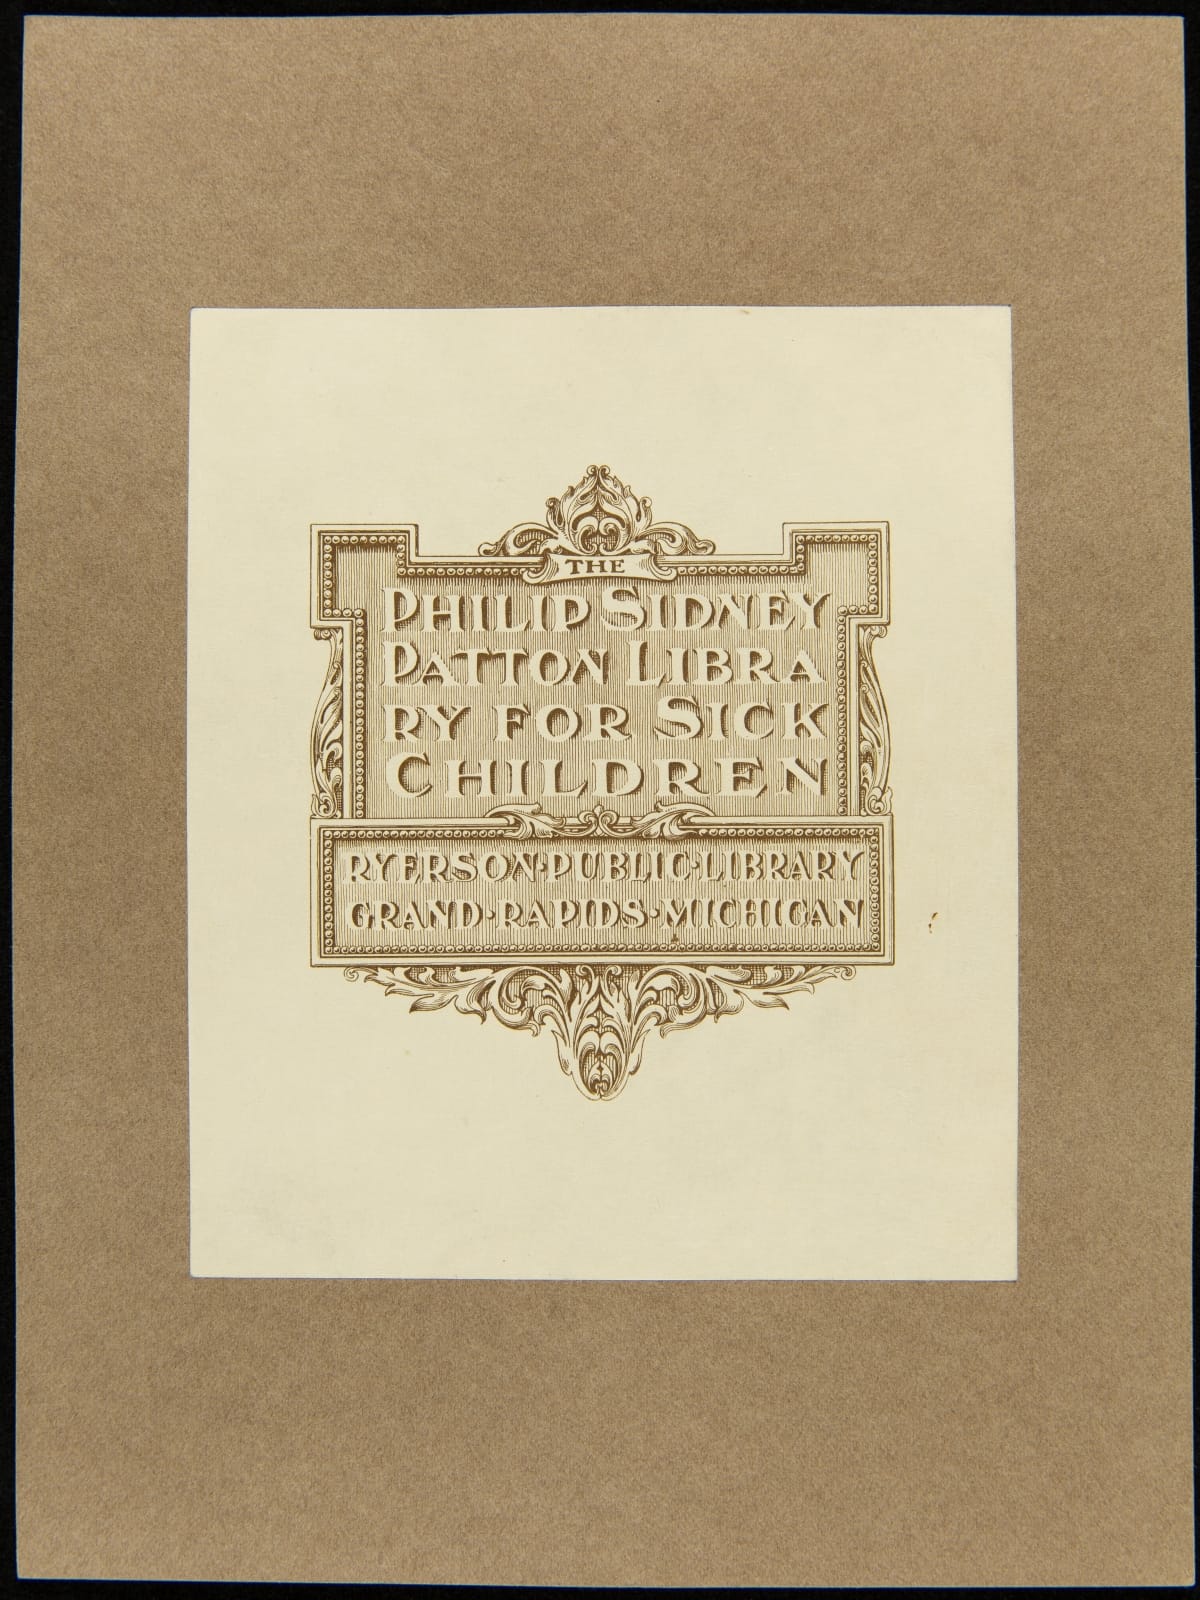 THE
PHILIP SIDNEY
PATTON LIBRA
RY FOR SICK
CHILDREN
RYERSON·PUBLIC·LIBRARY
GRAND·RAPIDS·MICHIGAN